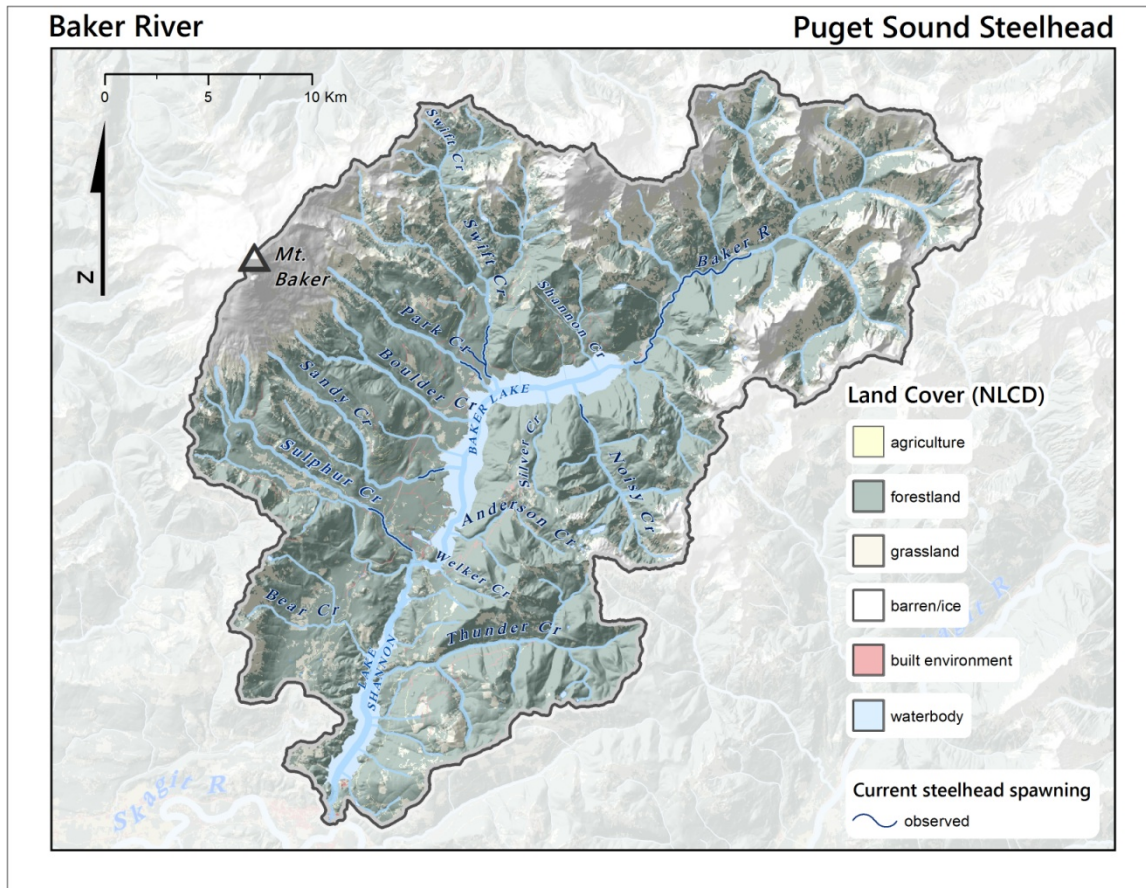 Baker River
Puget Sound Steelhead
0 5 10 Km
N
Swift Cr
Swift Cr
Mt.
Baker
Baker R
Shannon Cr
Park Cr
Boulder Cr
BAKER LAKE
Sandy Cr
Sulphur Cr
Silver Cr
Noisy Cr
Anderson Cr
Welker Cr
Bear Cr
Thunder Cr
LAKE
SHANNON
Skagit R
Land Cover (NLCD)
agriculture
forestland
grassland
barren/ice
built environment
waterbody
Current steelhead spawning
observed